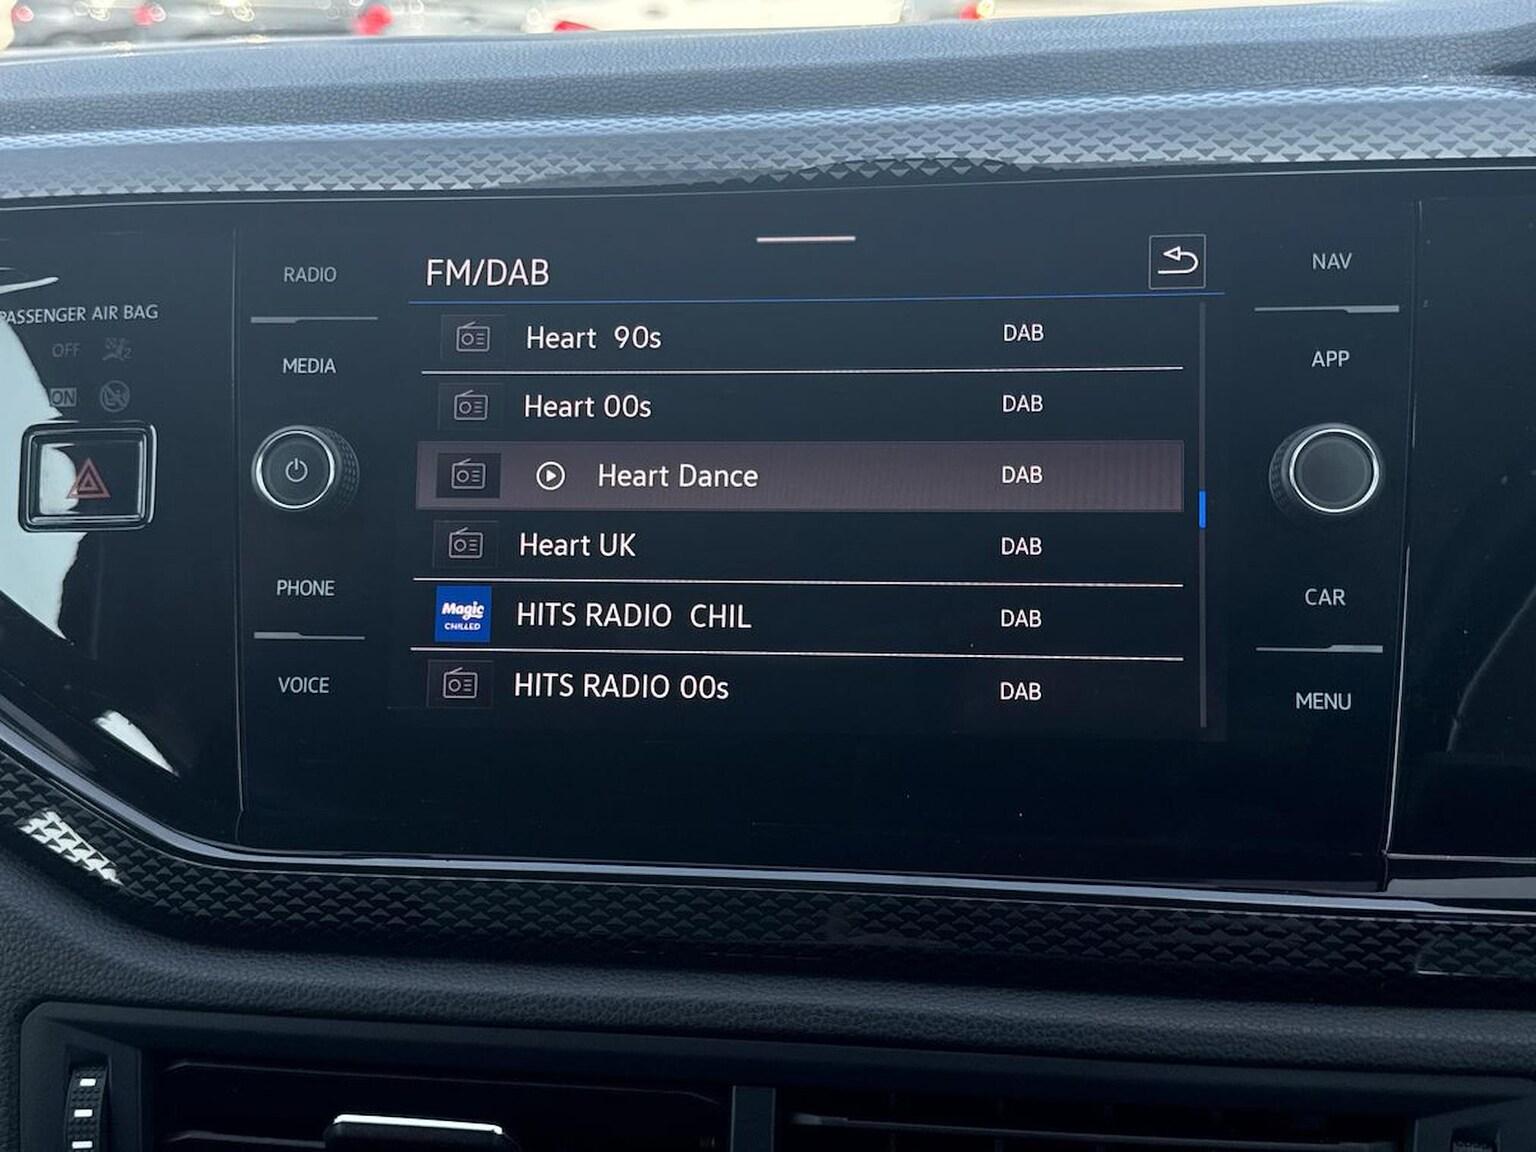 RADIO
FM/DAB
NAV
PASSENGER AIR BAG
OFF
ON
MEDIA
Heart 90s DAB
APP
Heart 00s DAB
Heart Dance DAB
Heart UK DAB
PHONE
Magic
CHILLED
HITS RADIO CHIL DAB
CAR
VOICE
HITS RADIO 00s DAB
MENU